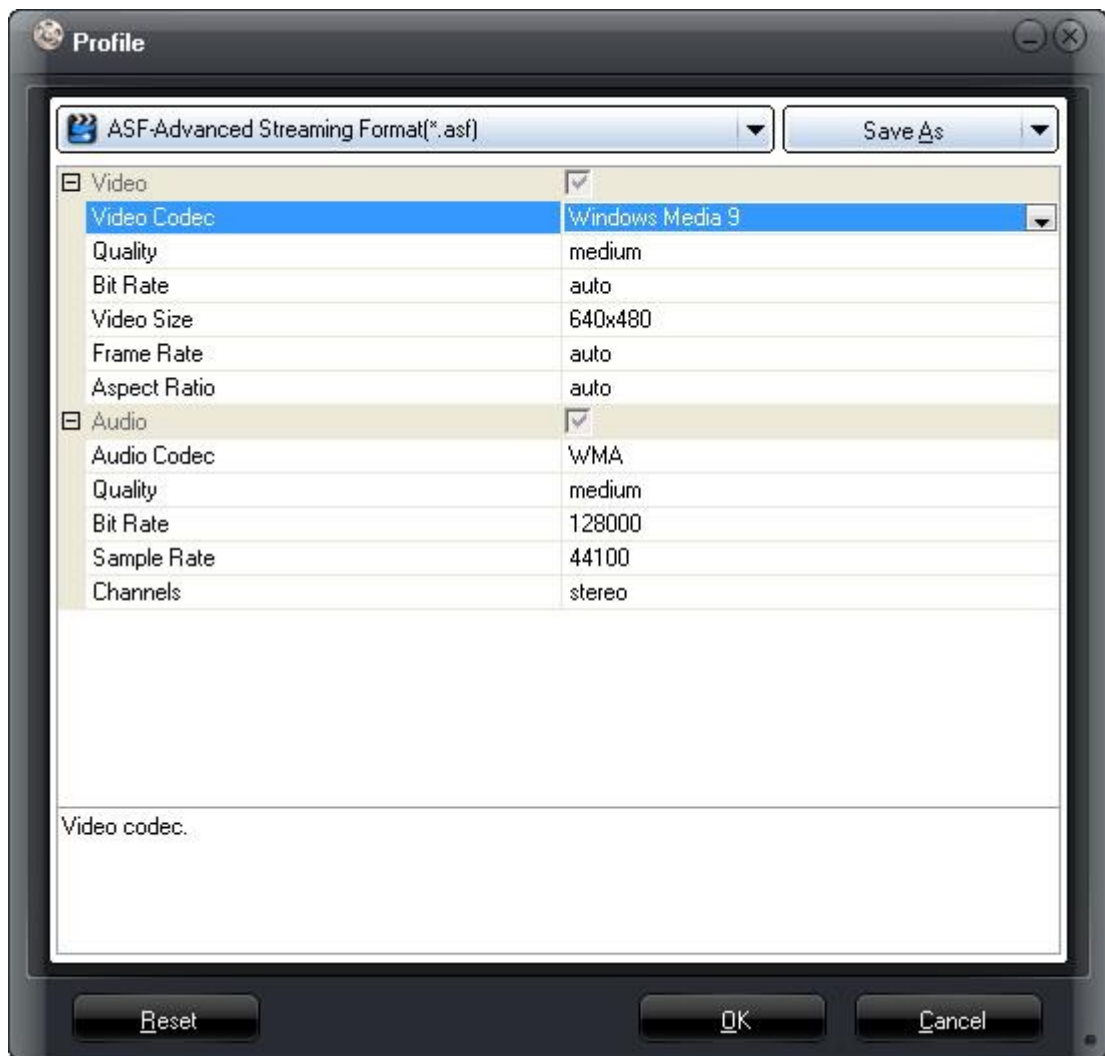 Profile
ASF-Advanced Streaming Format(*.asf) Save As
Video
Video Codec Windows Media 9
Quality medium
Bit Rate auto
Video Size 640x480
Frame Rate auto
Aspect Ratio auto
Audio
Audio Codec WMA
Quality medium
Bit Rate 128000
Sample Rate 44100
Channels stereo
Video codec.
Reset OK Cancel